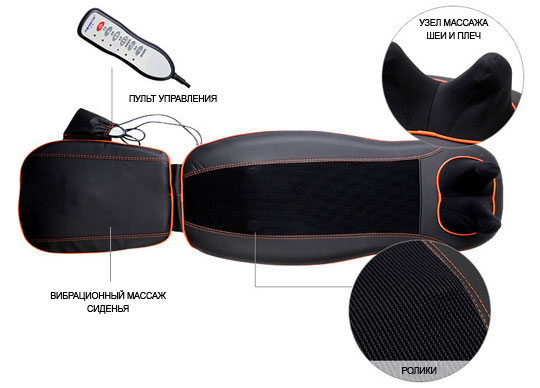 УЗЕЛ МАССАЖА
ШЕИ И ПЛЕЧ
ПУЛЬТ УПРАВЛЕНИЯ
ВИБРАЦИОННЫЙ МАССАЖ
СИДЕНЬЯ
РОЛИКИ